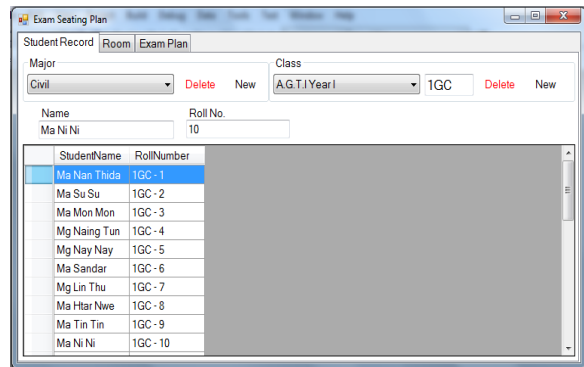 Exam Seating Plan
Student Record Room Exam Plan
Major Class
Civil Delete New A.G.T.I Year I 1GC Delete New
Name Roll No.
Ma Ni Ni 10
StudentName RollNumber
Ma Nan Thida 1GC - 1
Ma Su Su 1GC - 2
Ma Mon Mon 1GC - 3
Mg Naing Tun 1GC - 4
Mg Nay Nay 1GC - 5
Ma Sandar 1GC - 6
Mg Lin Thu 1GC - 7
Ma Htar Nwe 1GC - 8
Ma Tin Tin 1GC - 9
Ma Ni Ni 1GC - 10